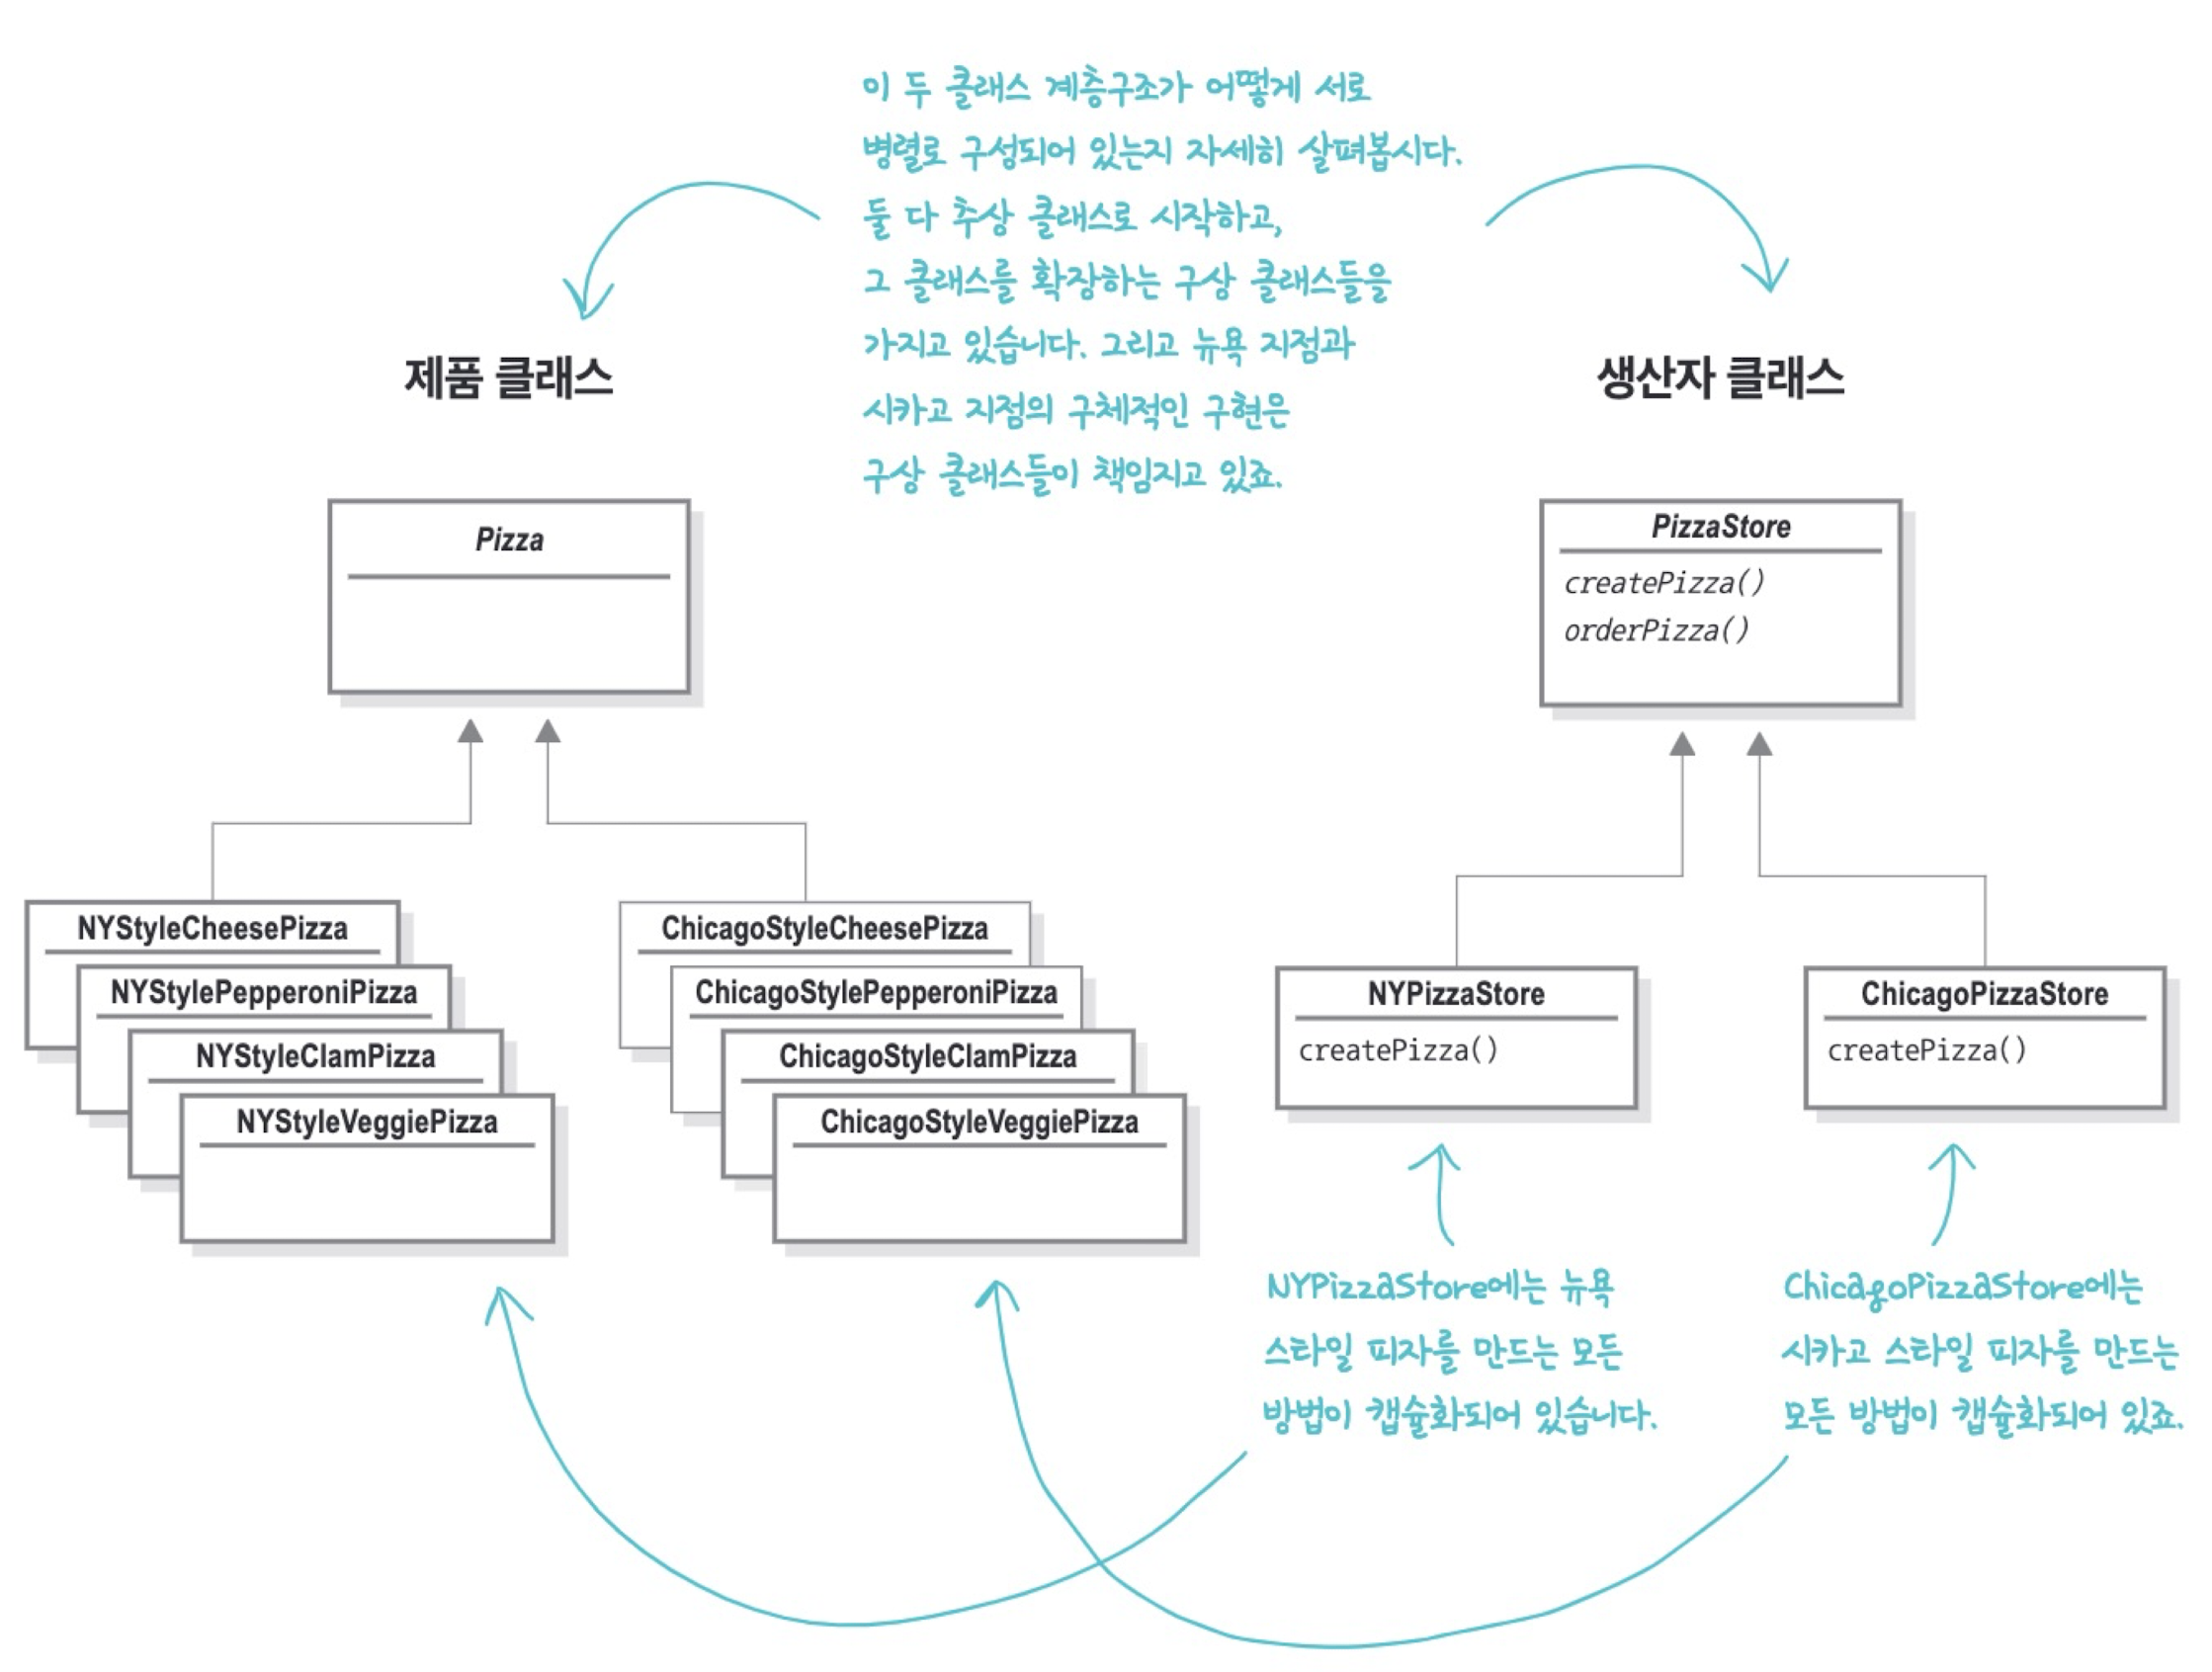 이 두 클래스 계층구조가 어떻게 서로
병렬로 구성되어 있는지 자세히 살펴봅시다.
둘 다 추상 클래스로 시작하고,
그 클래스를 확장하는 구상 클래스들을
가지고 있습니다. 그리고 뉴욕 지점과
시카고 지점의 구체적인 구현은
구상 클래스들이 책임지고 있죠.
제품 클래스
생산자 클래스
Pizza
PizzaStore
createPizza()
orderPizza()
NYStyleCheesePizza
NYStylePepperoniPizza
NYStyleClamPizza
NYStyleVeggiePizza
ChicagoStyleCheesePizza
ChicagoStylePepperoniPizza
ChicagoStyleClamPizza
ChicagoStyleVeggiePizza
NYPizzaStore
createPizza()
ChicagoPizzaStore
createPizza()
NYPizzaStore에는 뉴욕
스타일 피자를 만드는 모든
방법이 캡슐화되어 있습니다.
ChicagoPizzaStore에는
시카고 스타일 피자를 만드는
모든 방법이 캡슐화되어 있죠.